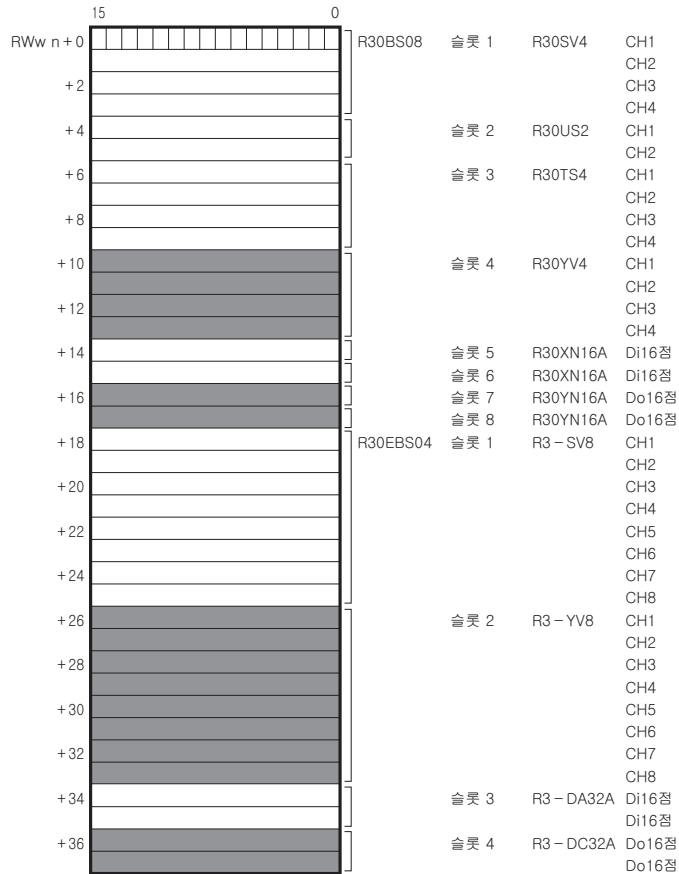 15 0
RWw n+0 R30BS08 슬롯 1 R30SV4 CH1
CH2
+2 CH3
CH4
+4 슬롯 2 R30US2 CH1
CH2
+6 슬롯 3 R30TS4 CH1
CH2
+8 CH3
CH4
+10 슬롯 4 R30YV4 CH1
CH2
+12 CH3
CH4
+14 슬롯 5 R30XN16A Di16점
슬롯 6 R30XN16A Di16점
+16 슬롯 7 R30YN16A Do16점
슬롯 8 R30YN16A Do16점
+18 R30EBS04 슬롯 1 R3-SV8 CH1
CH2
+20 CH3
CH4
+22 CH5
CH6
+24 CH7
CH8
+26 슬롯 2 R3-YV8 CH1
CH2
+28 CH3
CH4
+30 CH5
CH6
+32 CH7
CH8
+34 슬롯 3 R3-DA32A Di16점
Di16점
+36 슬롯 4 R3-DC32A Do16점
Do16점